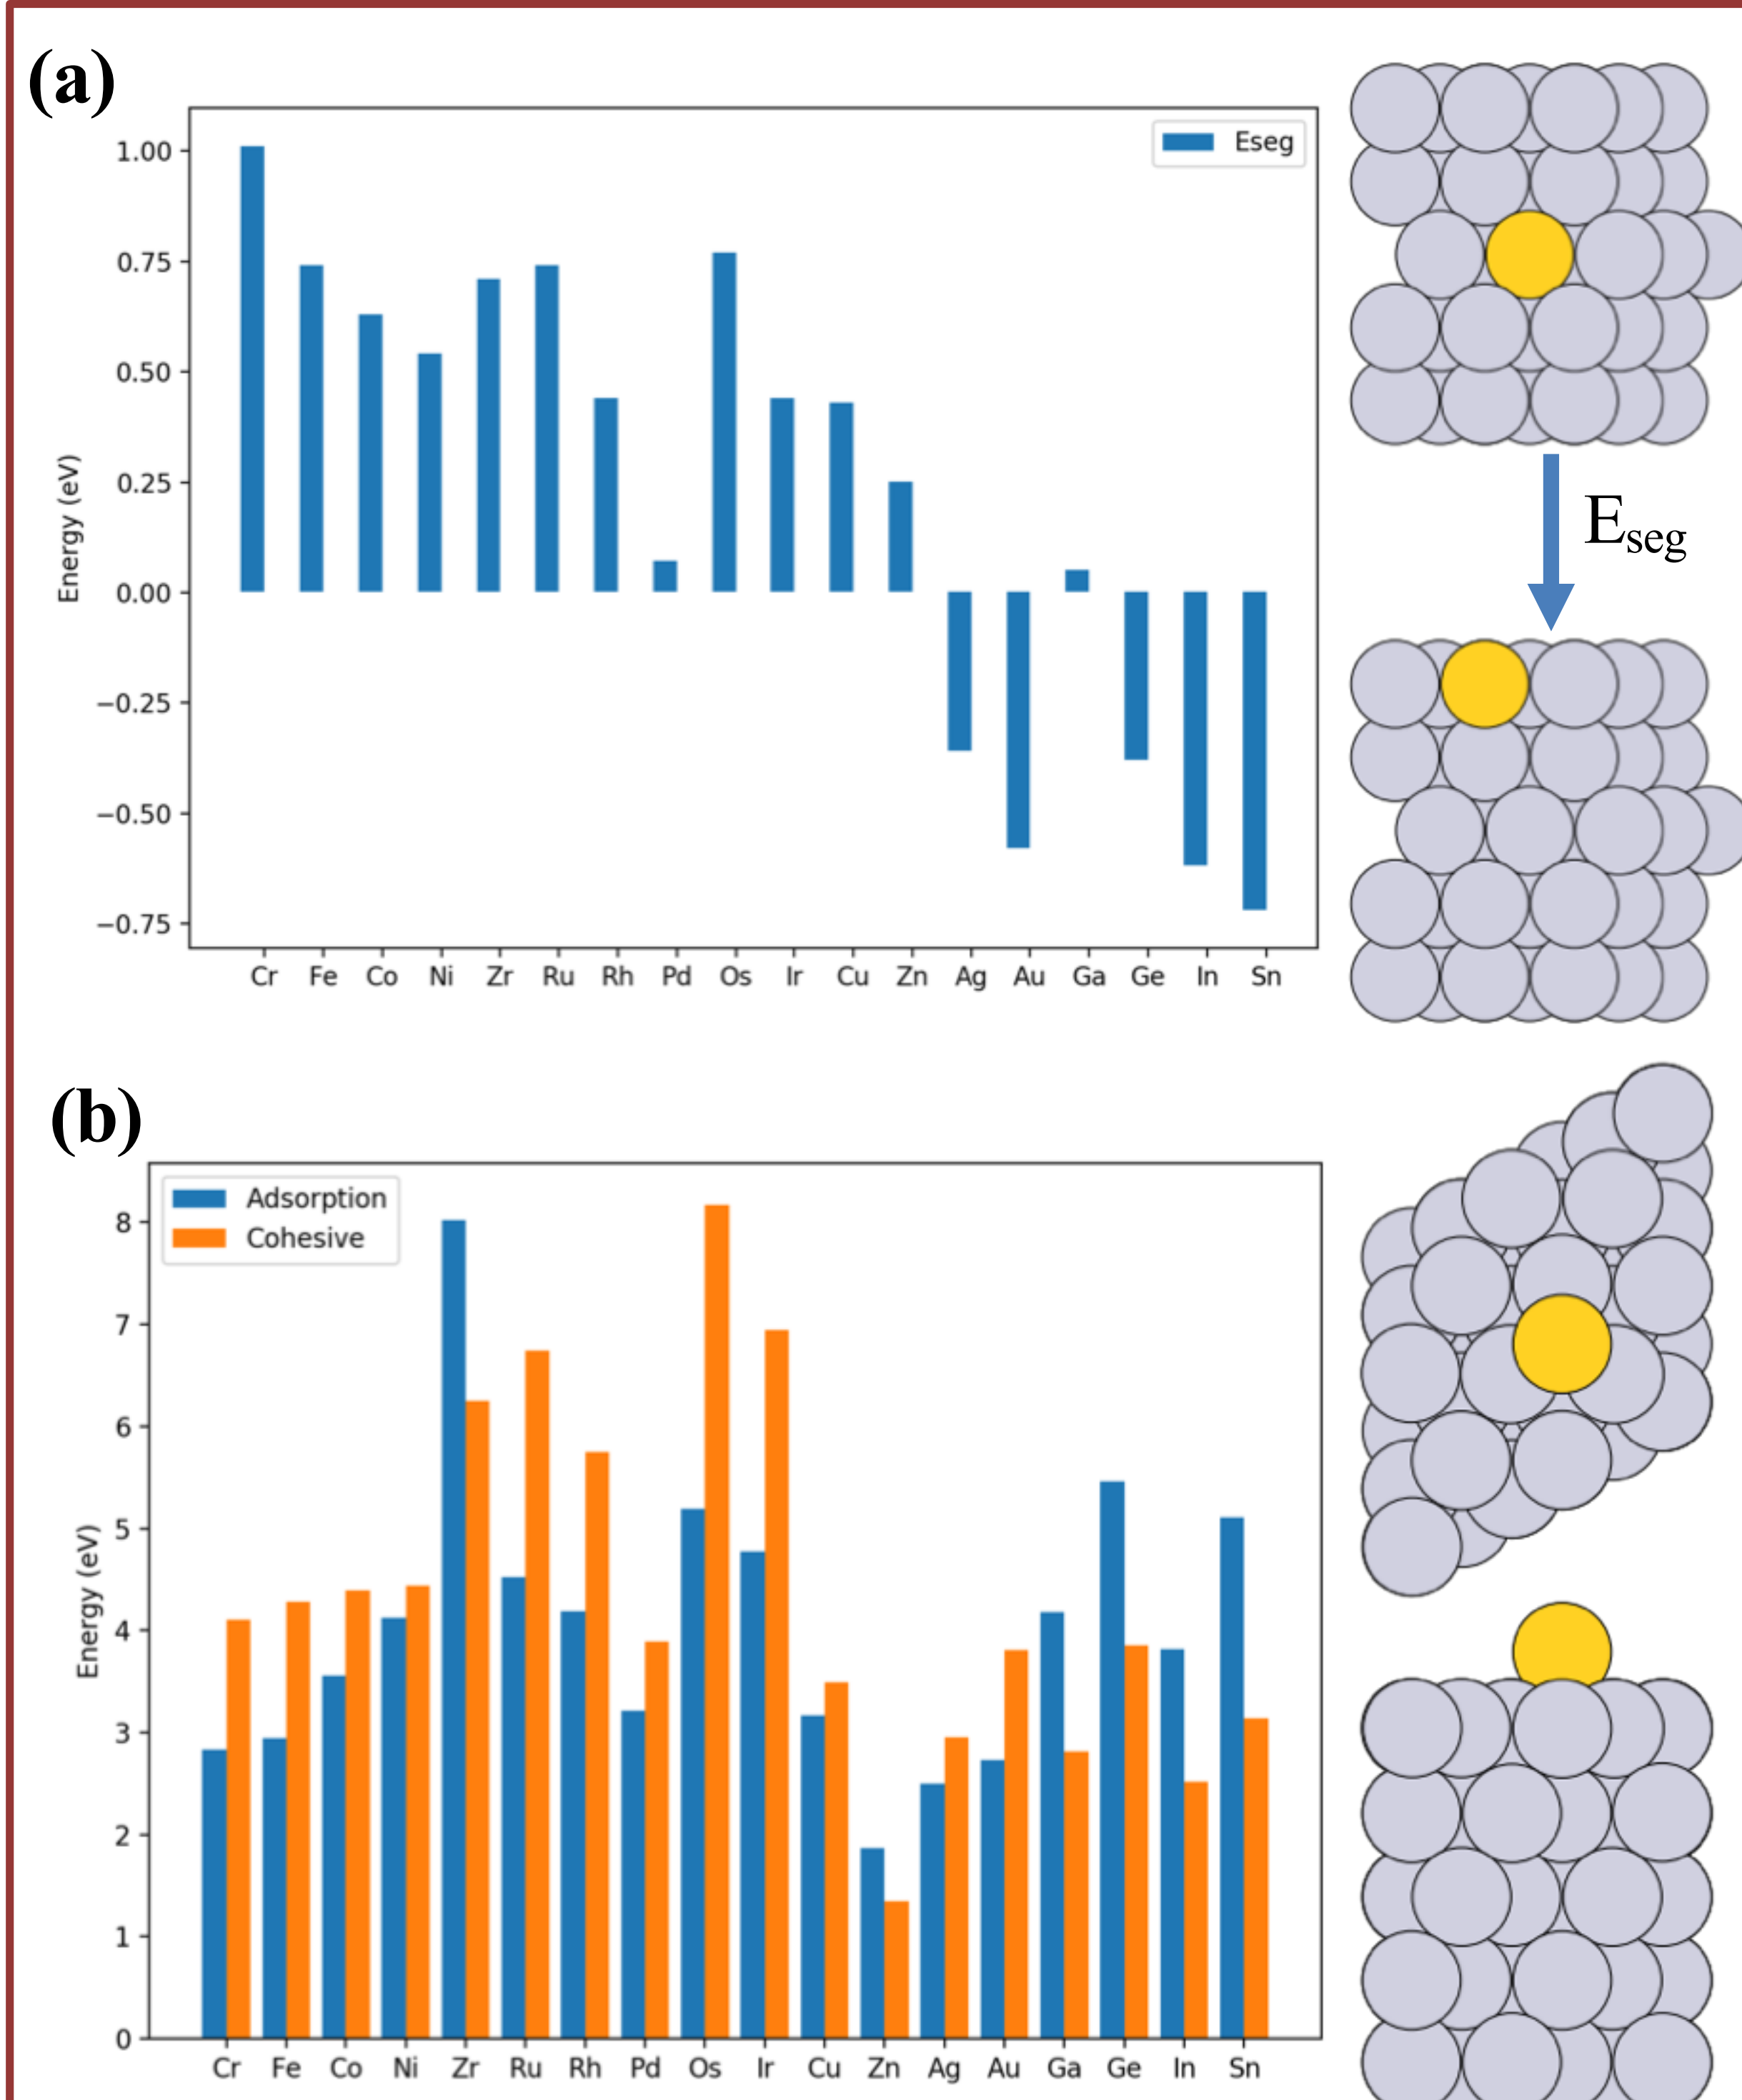 (a)
Eseg
1.00
0.75
0.50
0.25
0.00
−0.25
−0.50
−0.75
Energy (eV)
Cr Fe Co Ni Zr Ru Rh Pd Os Ir Cu Zn Ag Au Ga Ge In Sn
Eseg
(b)
Adsorption
Cohesive
8
7
6
5
4
3
2
1
0
Energy (eV)
Cr Fe Co Ni Zr Ru Rh Pd Os Ir Cu Zn Ag Au Ga Ge In Sn